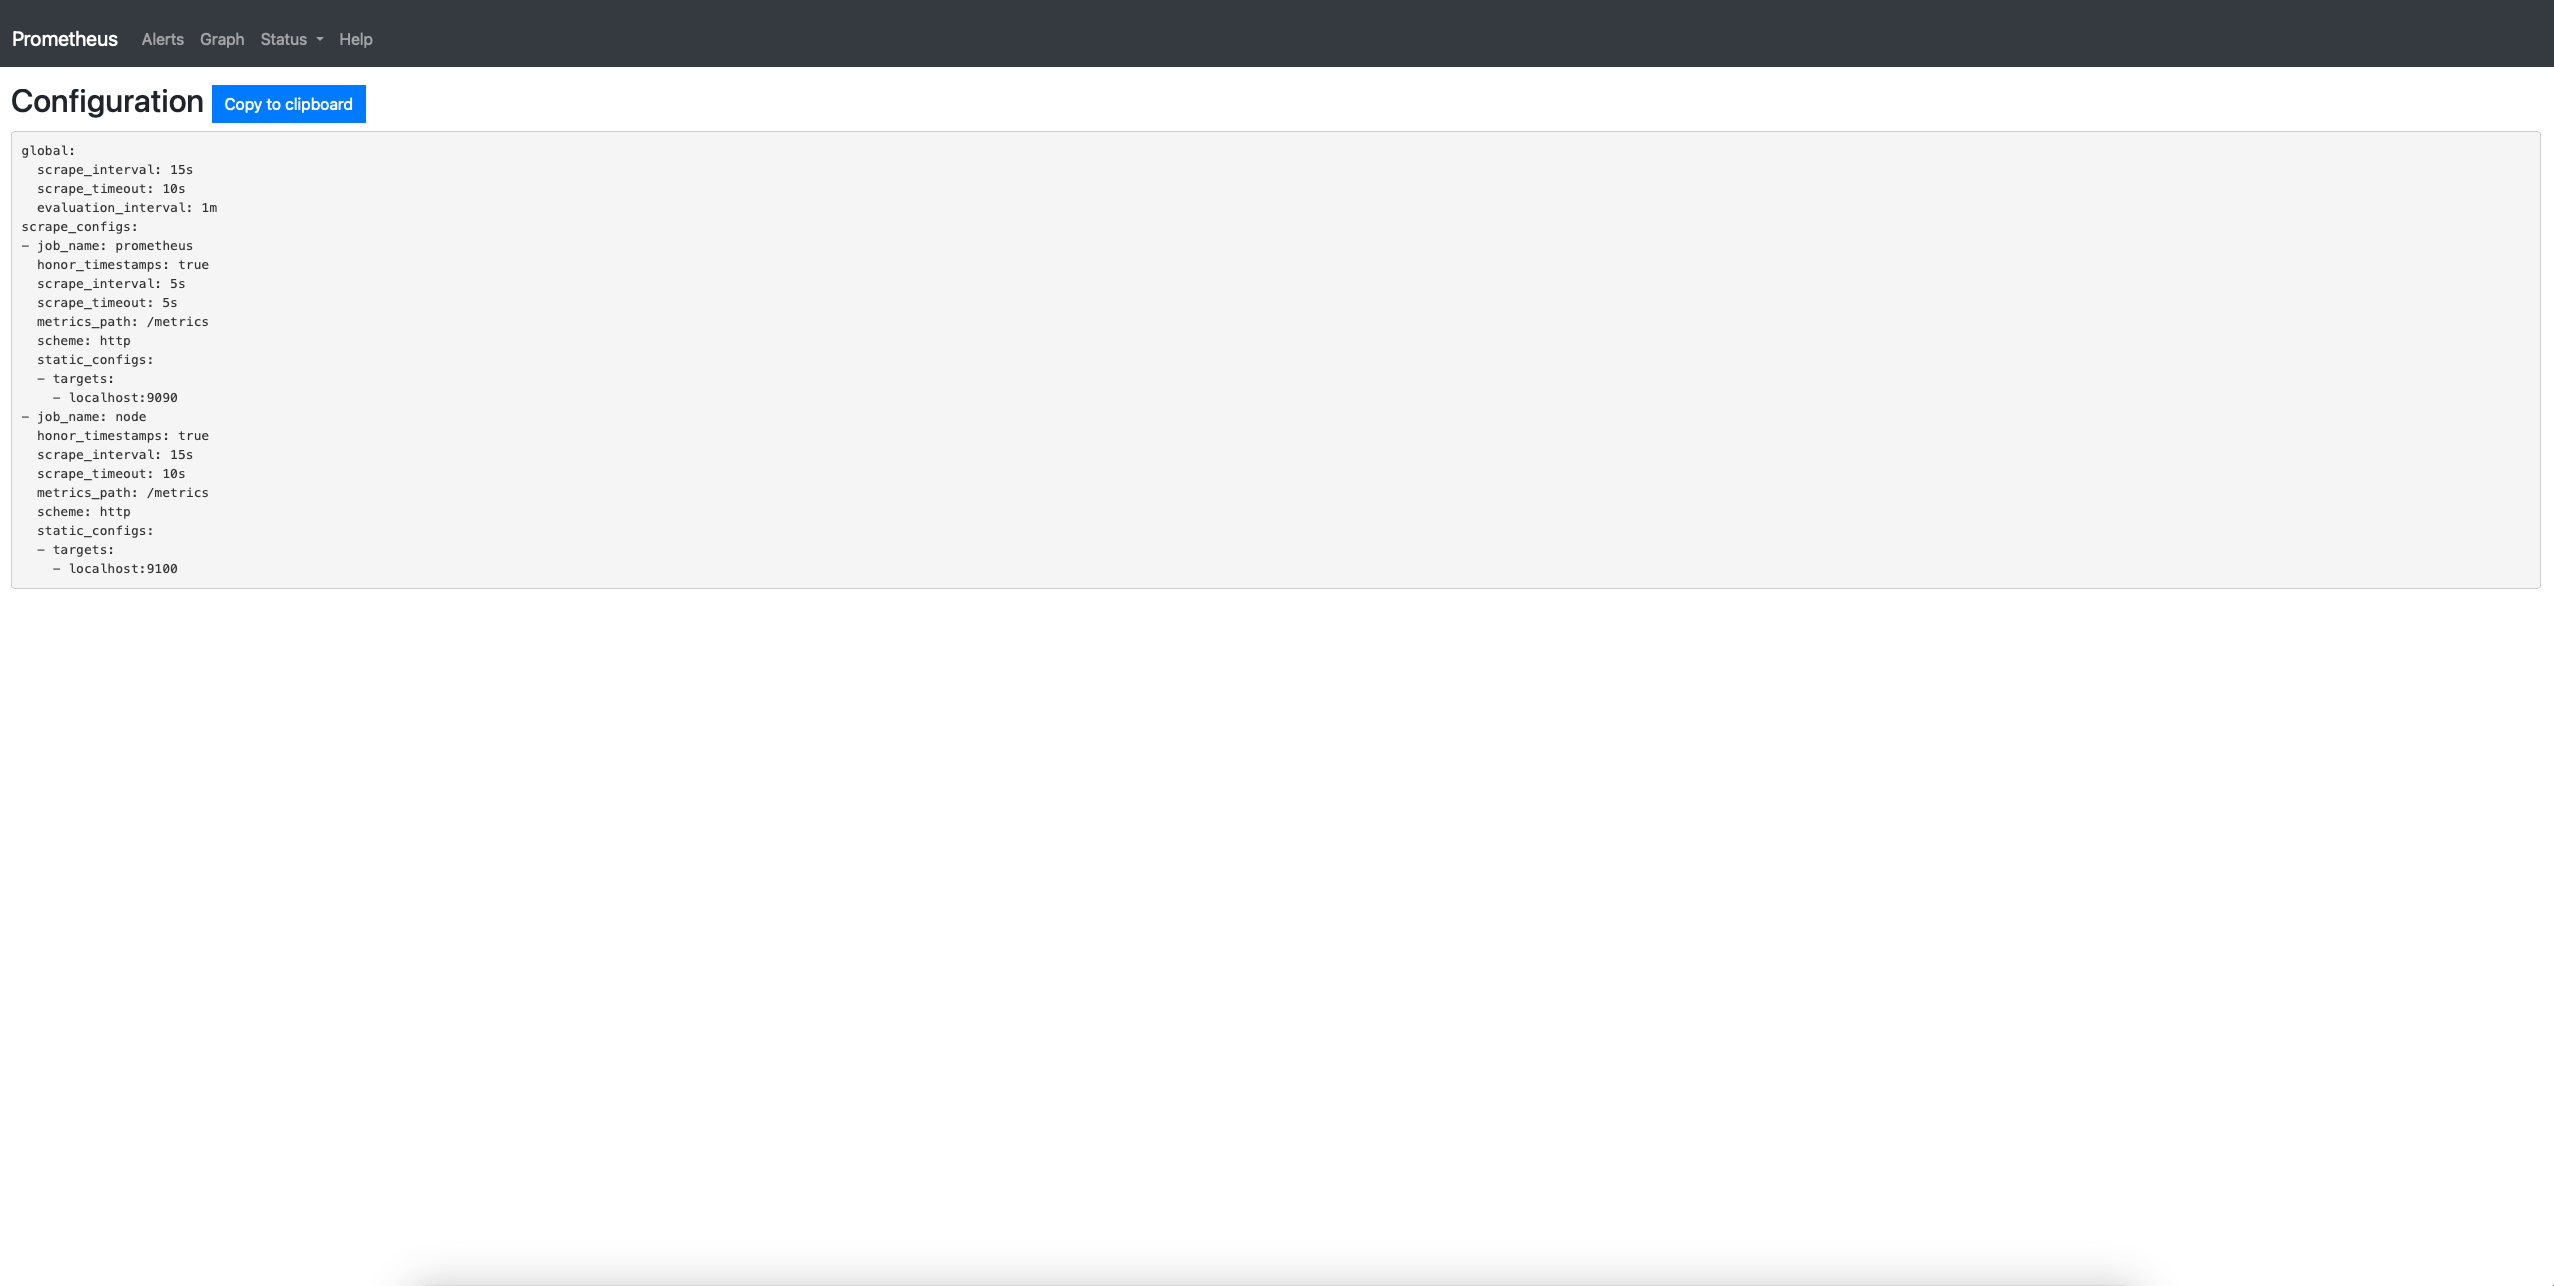 Prometheus Alerts Graph Status Help
Configuration Copy to clipboard
global:
  scrape_interval: 15s
  scrape_timeout: 10s
  evaluation_interval: 1m
scrape_configs:
- job_name: prometheus
  honor_timestamps: true
  scrape_interval: 5s
  scrape_timeout: 5s
  metrics_path: /metrics
  scheme: http
  static_configs:
  - targets:
    - localhost:9090
- job_name: node
  honor_timestamps: true
  scrape_interval: 15s
  scrape_timeout: 10s
  metrics_path: /metrics
  scheme: http
  static_configs:
  - targets:
    - localhost:9100